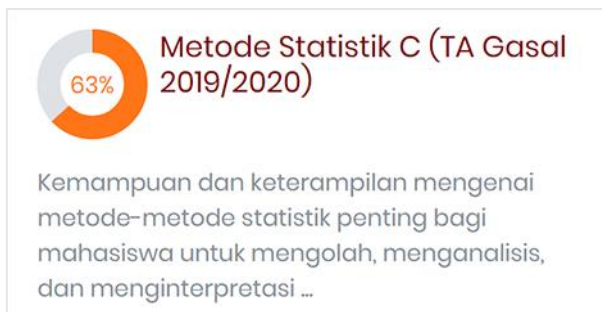 63%
Metode Statistik C (TA Gasal
2019/2020)
Kemampuan dan keterampilan mengenai
metode-metode statistik penting bagi
mahasiswa untuk mengolah, menganalisis,
dan menginterpretasi ...